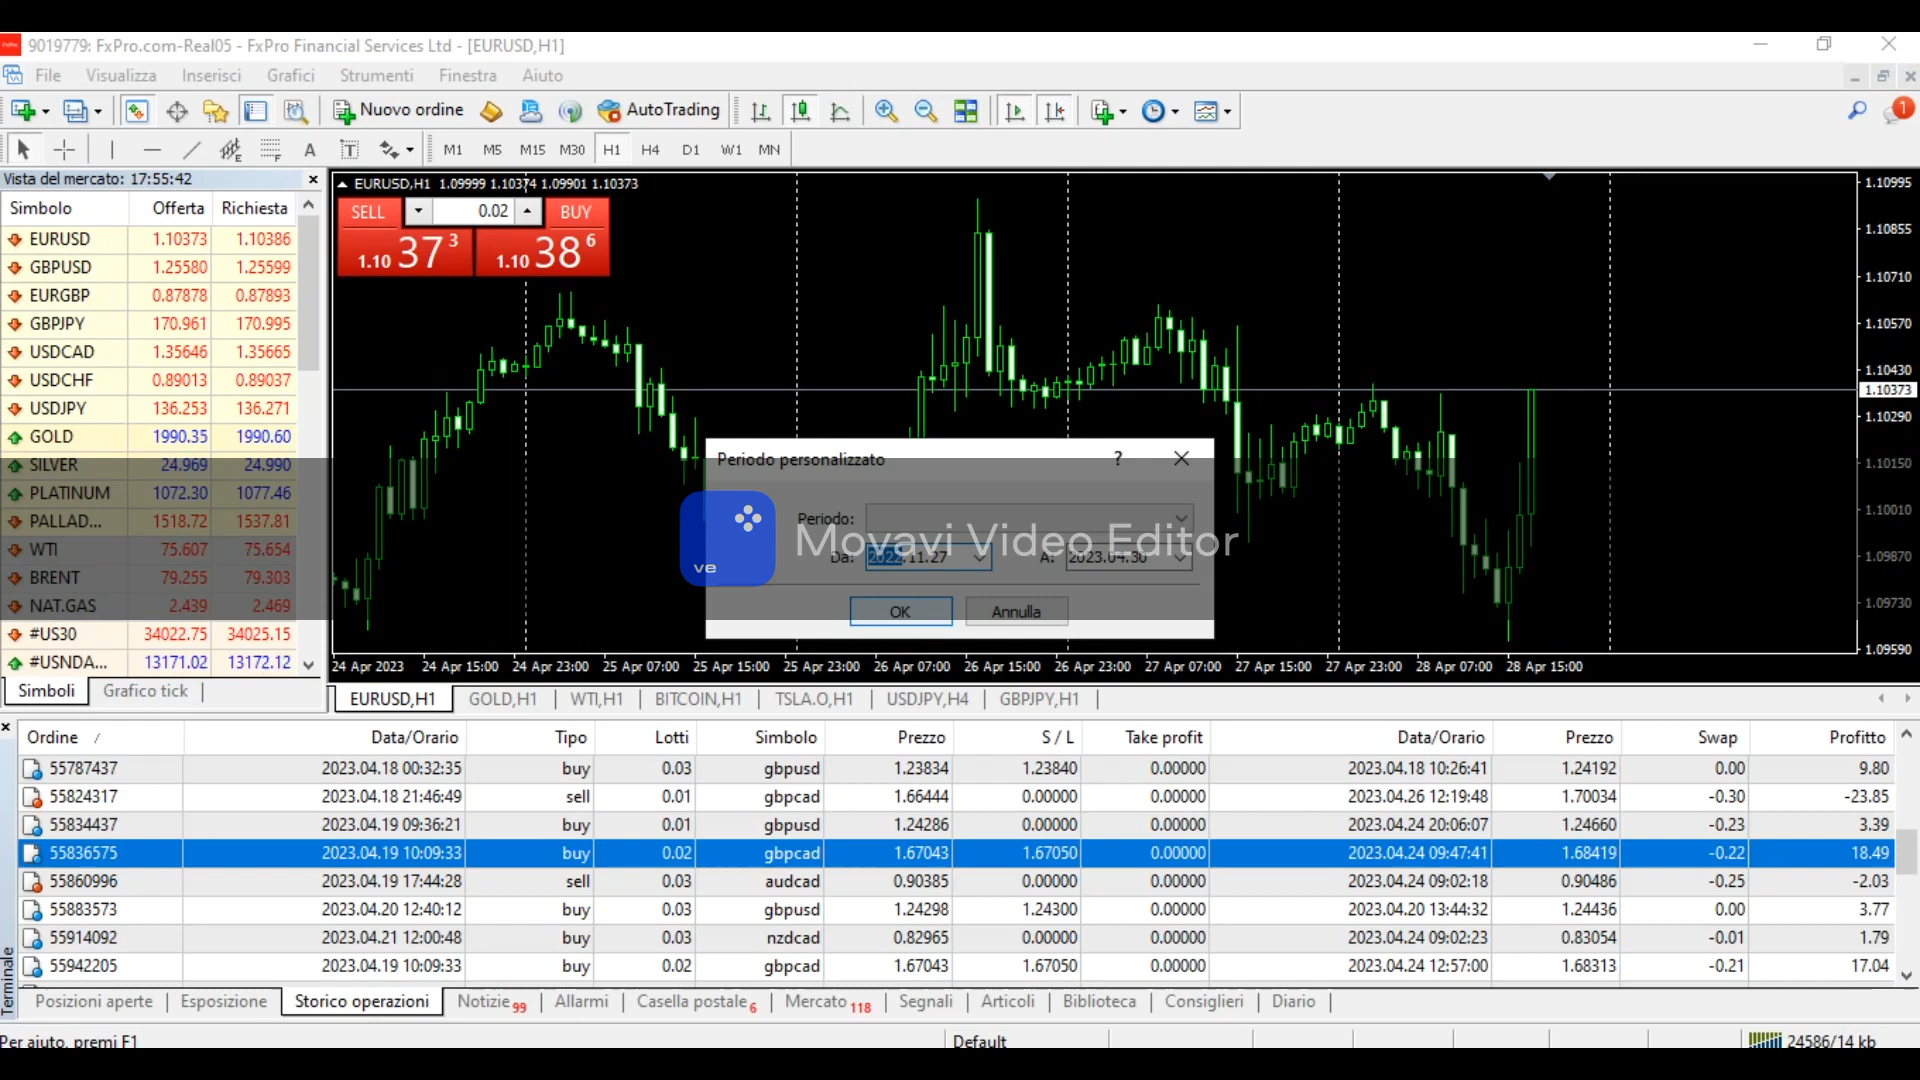 9019779: FxPro.com-Real05 - FxPro Financial Services Ltd - [EURUSD,H1]
File Visualizza Inserisci Grafici Strumenti Finestra Aiuto
Nuovo ordine AutoTrading 1
A T M1 M5 M15 M30 H1 H4 D1 W1 MN
Vista del mercato: 17:55:42
Simbolo Offerta Richiesta
EURUSD 1.10373 1.10386
GBPUSD 1.25580 1.25599
EURGBP 0.87878 0.87893
GBPJPY 170.961 170.995
USDCAD 1.35646 1.35665
USDCHF 0.89013 0.89037
USDJPY 136.253 136.271
GOLD 1990.35 1990.60
SILVER 24.969 24.990
PLATINUM 1072.30 1077.46
PALLAD... 1518.72 1537.81
WTI 75.607 75.654
BRENT 79.255 79.303
NAT.GAS 2.439 2.469
#US30 34022.75 34025.15
#USNDA... 13171.02 13172.12
Simboli Grafico tick
EURUSD,H1 1.09999 1.10374 1.09901 1.10373
SELL 0.02 BUY
1.10 37 3 1.10 38 6
1.10995
1.10855
1.10710
1.10570
1.10430
1.10373
1.10290
1.10150
1.10010
1.09870
1.09730
1.09590
Periodo personalizzato ?
Periodo:
Da: 2022.11.27 A: 2023.04.30
OK Annulla
ve Movavi Video Editor
24 Apr 2023 24 Apr 15:00 24 Apr 23:00 25 Apr 07:00 25 Apr 15:00 25 Apr 23:00 26 Apr 07:00 26 Apr 15:00 26 Apr 23:00 27 Apr 07:00 27 Apr 15:00 27 Apr 23:00 28 Apr 07:00 28 Apr 15:00
EURUSD,H1 GOLD,H1 WTI,H1 BITCOIN,H1 TSLA.O,H1 USDJPY,H4 GBPJPY,H1
Ordine / Data/Orario Tipo Lotti Simbolo Prezzo S / L Take profit Data/Orario Prezzo Swap Profitto
55787437 2023.04.18 00:32:35 buy 0.03 gbpusd 1.23834 1.23840 0.00000 2023.04.18 10:26:41 1.24192 0.00 9.80
55824317 2023.04.18 21:46:49 sell 0.01 gbpcad 1.66444 0.00000 0.00000 2023.04.26 12:19:48 1.70034 -0.30 -23.85
55834437 2023.04.19 09:36:21 buy 0.01 gbpusd 1.24286 0.00000 0.00000 2023.04.24 20:06:07 1.24660 -0.23 3.39
55836575 2023.04.19 10:09:33 buy 0.02 gbpcad 1.67043 1.67050 0.00000 2023.04.24 09:47:41 1.68419 -0.22 18.49
55860996 2023.04.19 17:44:28 sell 0.03 audcad 0.90385 0.00000 0.00000 2023.04.24 09:02:18 0.90486 -0.25 -2.03
55883573 2023.04.20 12:40:12 buy 0.03 gbpusd 1.24298 1.24300 0.00000 2023.04.20 13:44:32 1.24436 0.00 3.77
55914092 2023.04.21 12:00:48 buy 0.03 nzdcad 0.82965 0.00000 0.00000 2023.04.24 09:02:23 0.83054 -0.01 1.79
55942205 2023.04.19 10:09:33 buy 0.02 gbpcad 1.67043 1.67050 0.00000 2023.04.24 12:57:00 1.68313 -0.21 17.04
Terminale
Posizioni aperte Esposizione Storico operazioni Notizie 99 Allarmi Casella postale 6 Mercato 118 Segnali Articoli Biblioteca Consiglieri Diario
Per aiuto, premi F1 Default 24586/14 kb